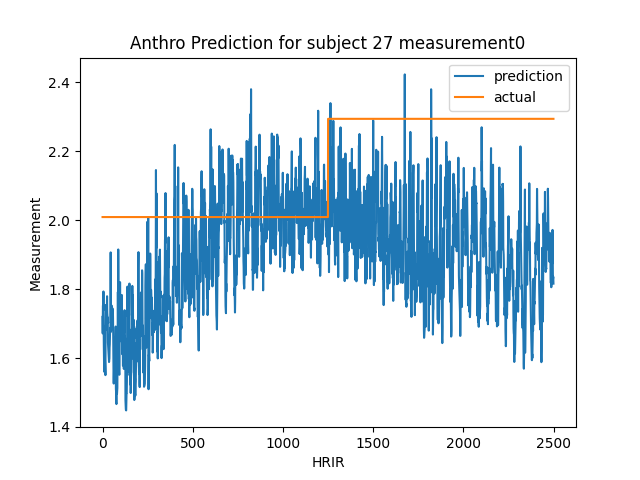 Anthro Prediction for subject 27 measurement0
prediction
actual
2.4
2.2
2.0
1.8
1.6
1.4
Measurement
0 500 1000 1500 2000 2500
HRIR